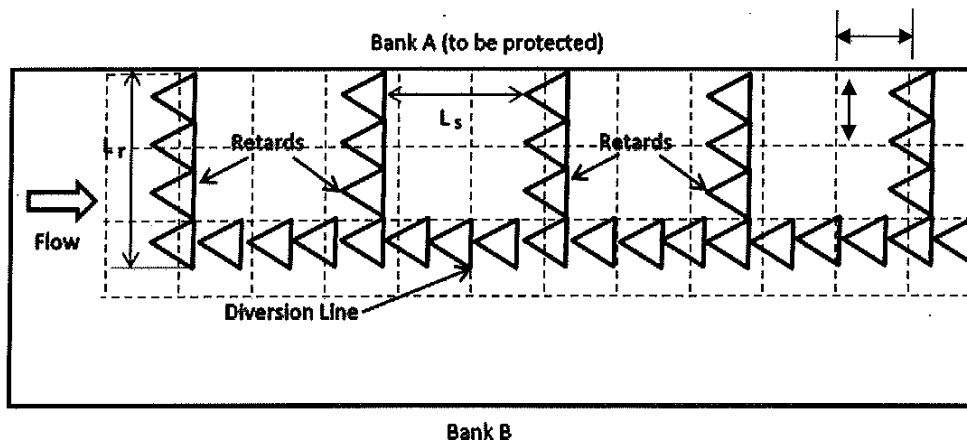 Bank A (to be protected)
L s
L r
Retards
Retards
Flow
Diversion Line
Bank B